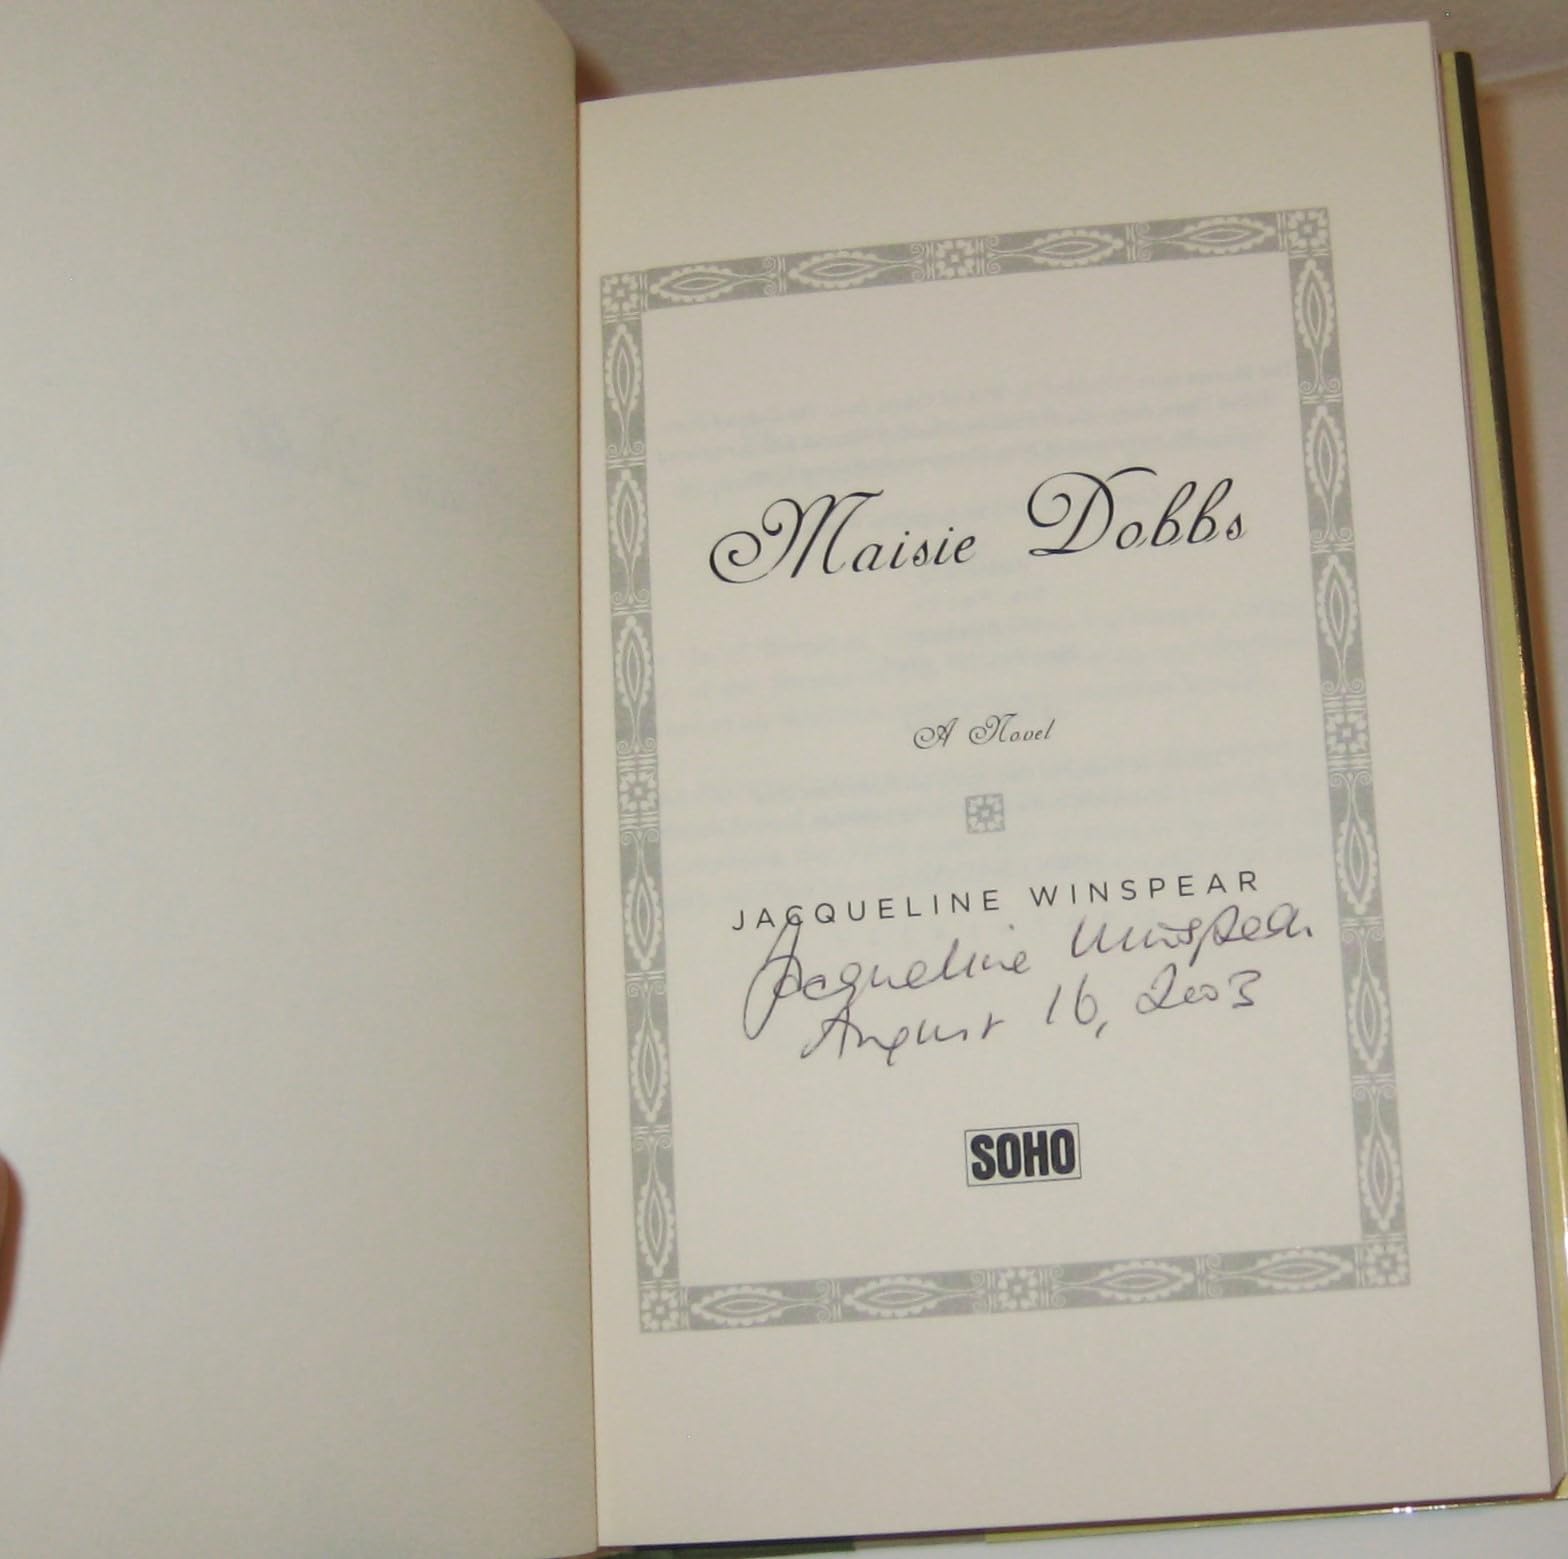 Maisie Dobbs
A Novel
JACQUELINE WINSPEAR
Jacqueline Winspear
August 16, 2003
SOHO